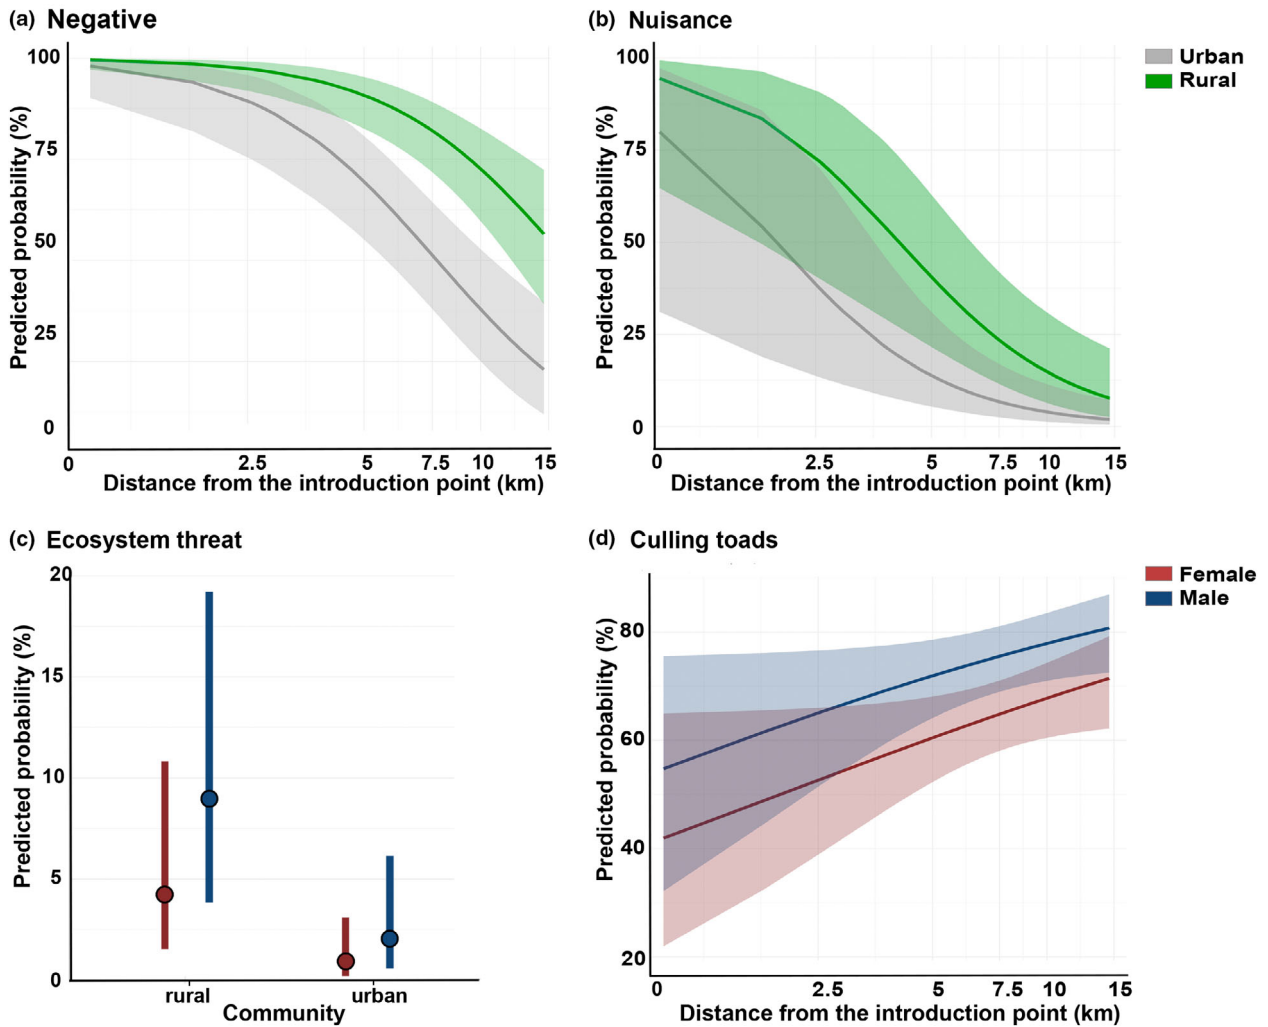 (a) Negative
100
75
50
25
0
Predicted probability (%)
0 2.5 5 7.5 10 15
Distance from the introduction point (km)
(b) Nuisance
100
75
50
25
0
Predicted probability (%)
0 2.5 5 7.5 10 15
Distance from the introduction point (km)
Urban
Rural
(c) Ecosystem threat
20
15
10
5
0
Predicted probability (%)
rural urban
Community
(d) Culling toads
80
60
40
20
Predicted probability (%)
0 2.5 5 7.5 10 15
Distance from the introduction point (km)
Female
Male